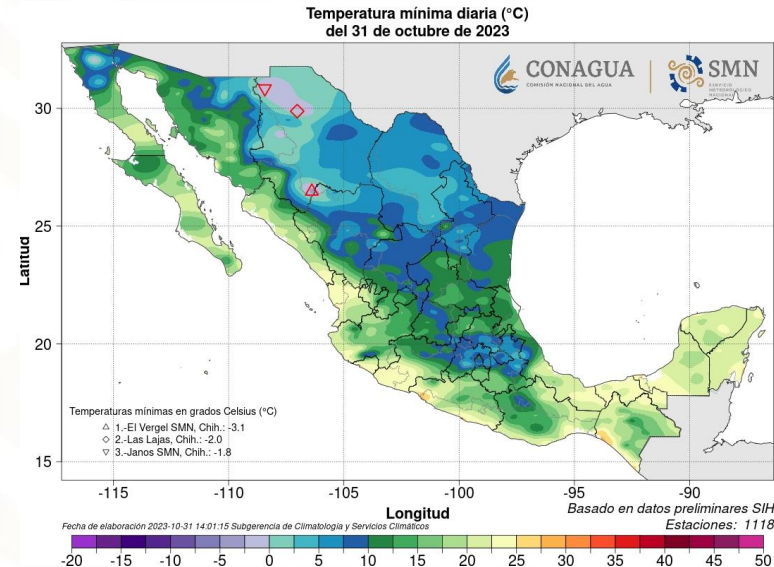 Temperatura mínima diaria (°C)
del 31 de octubre de 2023
CONAGUA
COMISIÓN NACIONAL DEL AGUA
SMN
SERVICIO
METEOROLÓGICO
NACIONAL
30
25
20
15
Latitud
Temperaturas mínimas en grados Celsius (°C)
△ 1.-El Vergel SMN, Chih.: -3.1
◇ 2.-Las Lajas, Chih.: -2.0
▽ 3.-Janos SMN, Chih.: -1.8
-115 -110 -105 -100 -95 -90
Longitud
Basado en datos preliminares SIH
Fecha de elaboración 2023-10-31 14:01:15 Subgerencia de Climatología y Servicios Climáticos
Estaciones: 1118
-20 -15 -10 -5 0 5 10 15 20 25 30 35 40 45 50